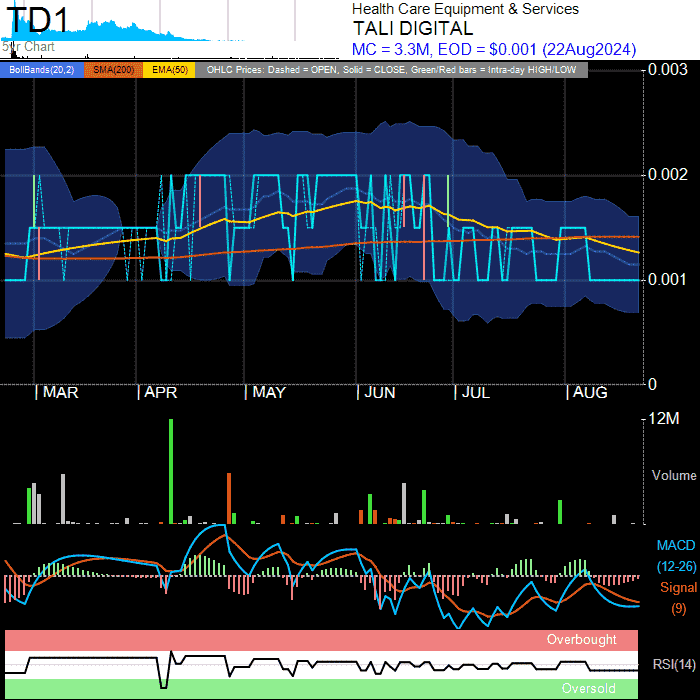 TD1
Health Care Equipment & Services
TALI DIGITAL
MC = 3.3M, EOD = $0.001 (22Aug2024)
5yr Chart
BollBands(20,2) SMA(200) EMA(50) OHLC Prices: Dashed = OPEN, Solid = CLOSE, Green/Red bars = Intra-day HIGH/LOW
0.003
0.002
0.001
0
MAR APR MAY JUN JUL AUG
12M
Volume
MACD
(12-26)
Signal
(9)
Overbought
RSI(14)
Oversold